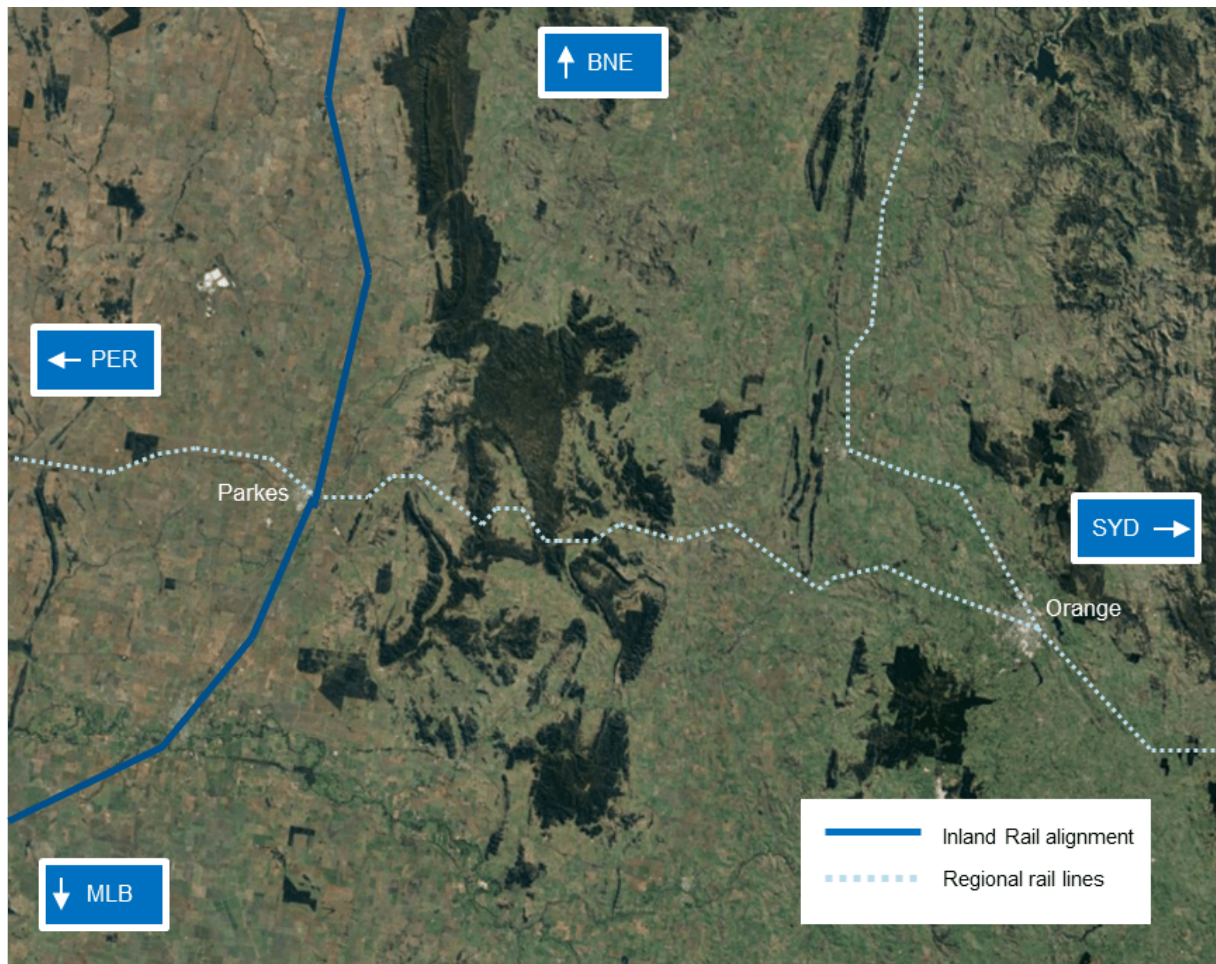 BNE
PER
Parkes
SYD
Orange
Inland Rail alignment
Regional rail lines
MLB